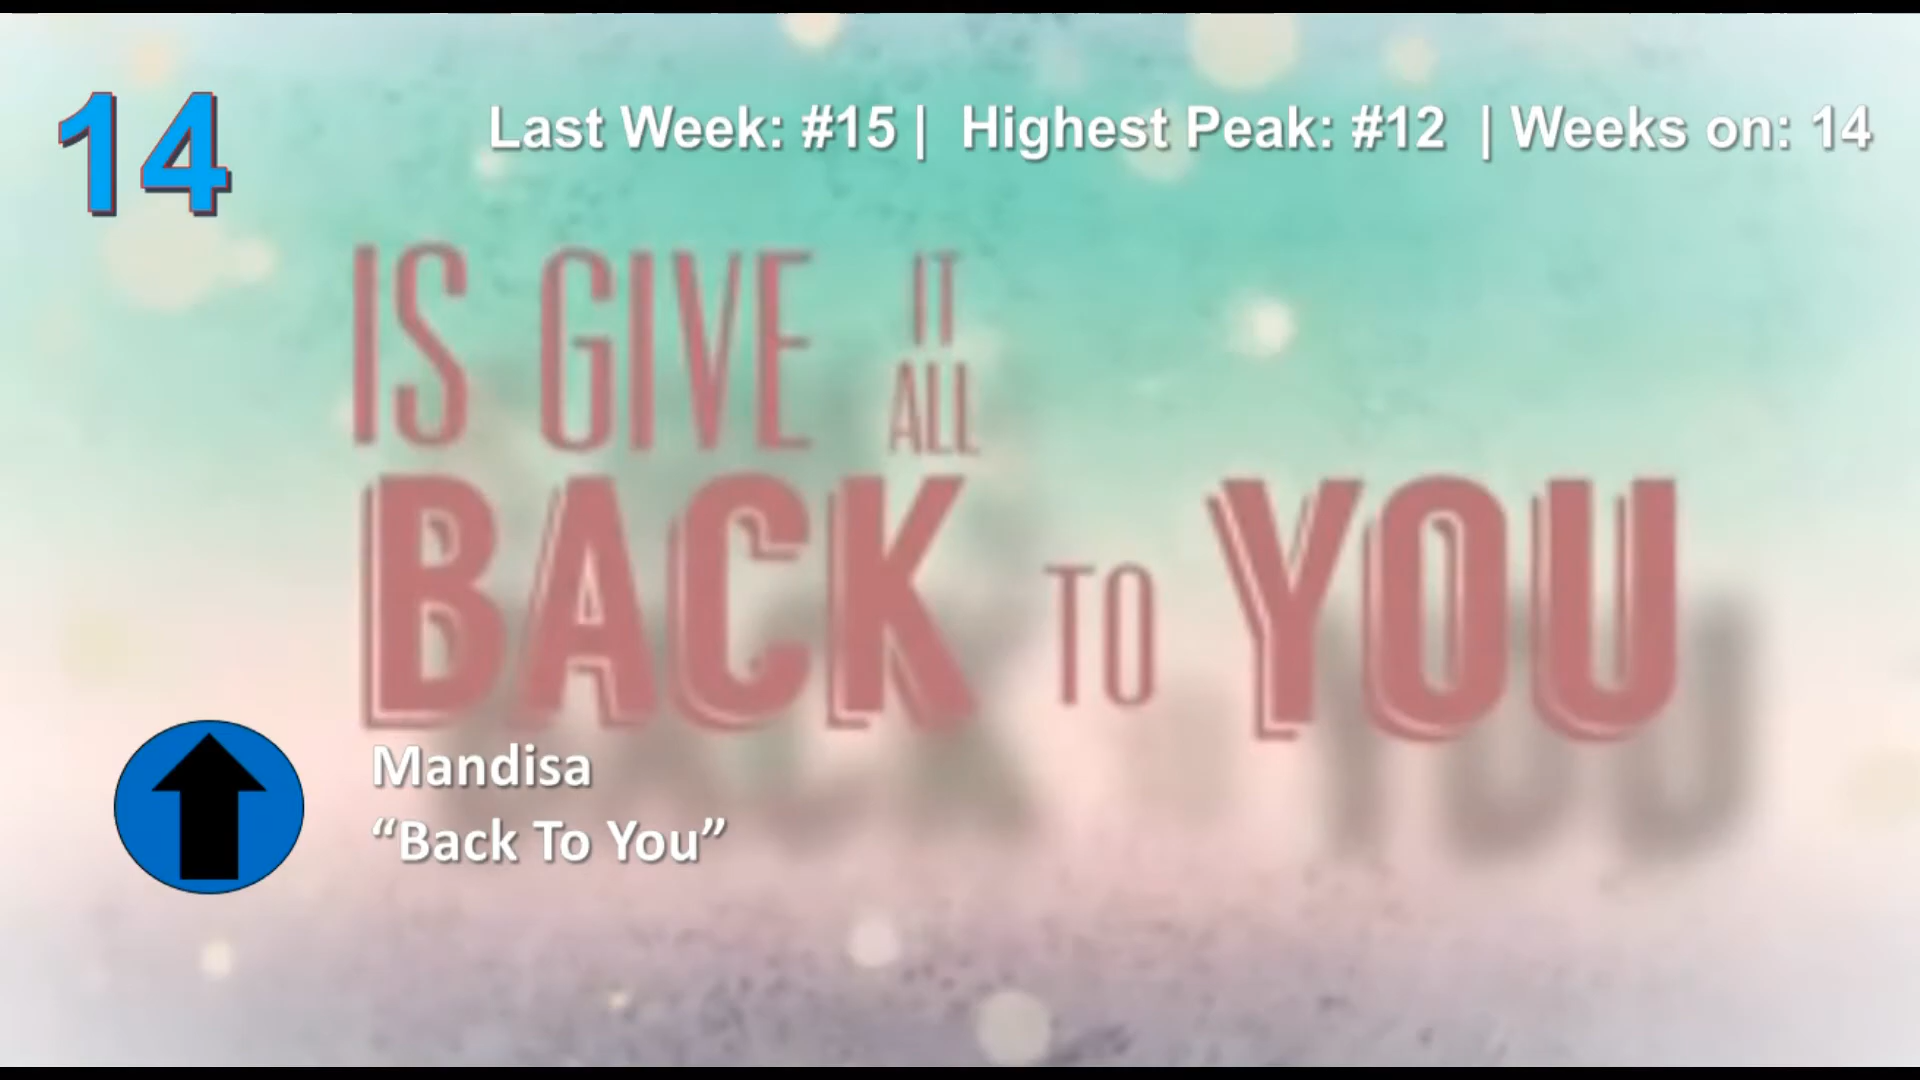 14
Last Week: #15 | Highest Peak: #12 | Weeks on: 14
IS GIVE IT ALL
BACK TO YOU
Mandisa
“Back To You”